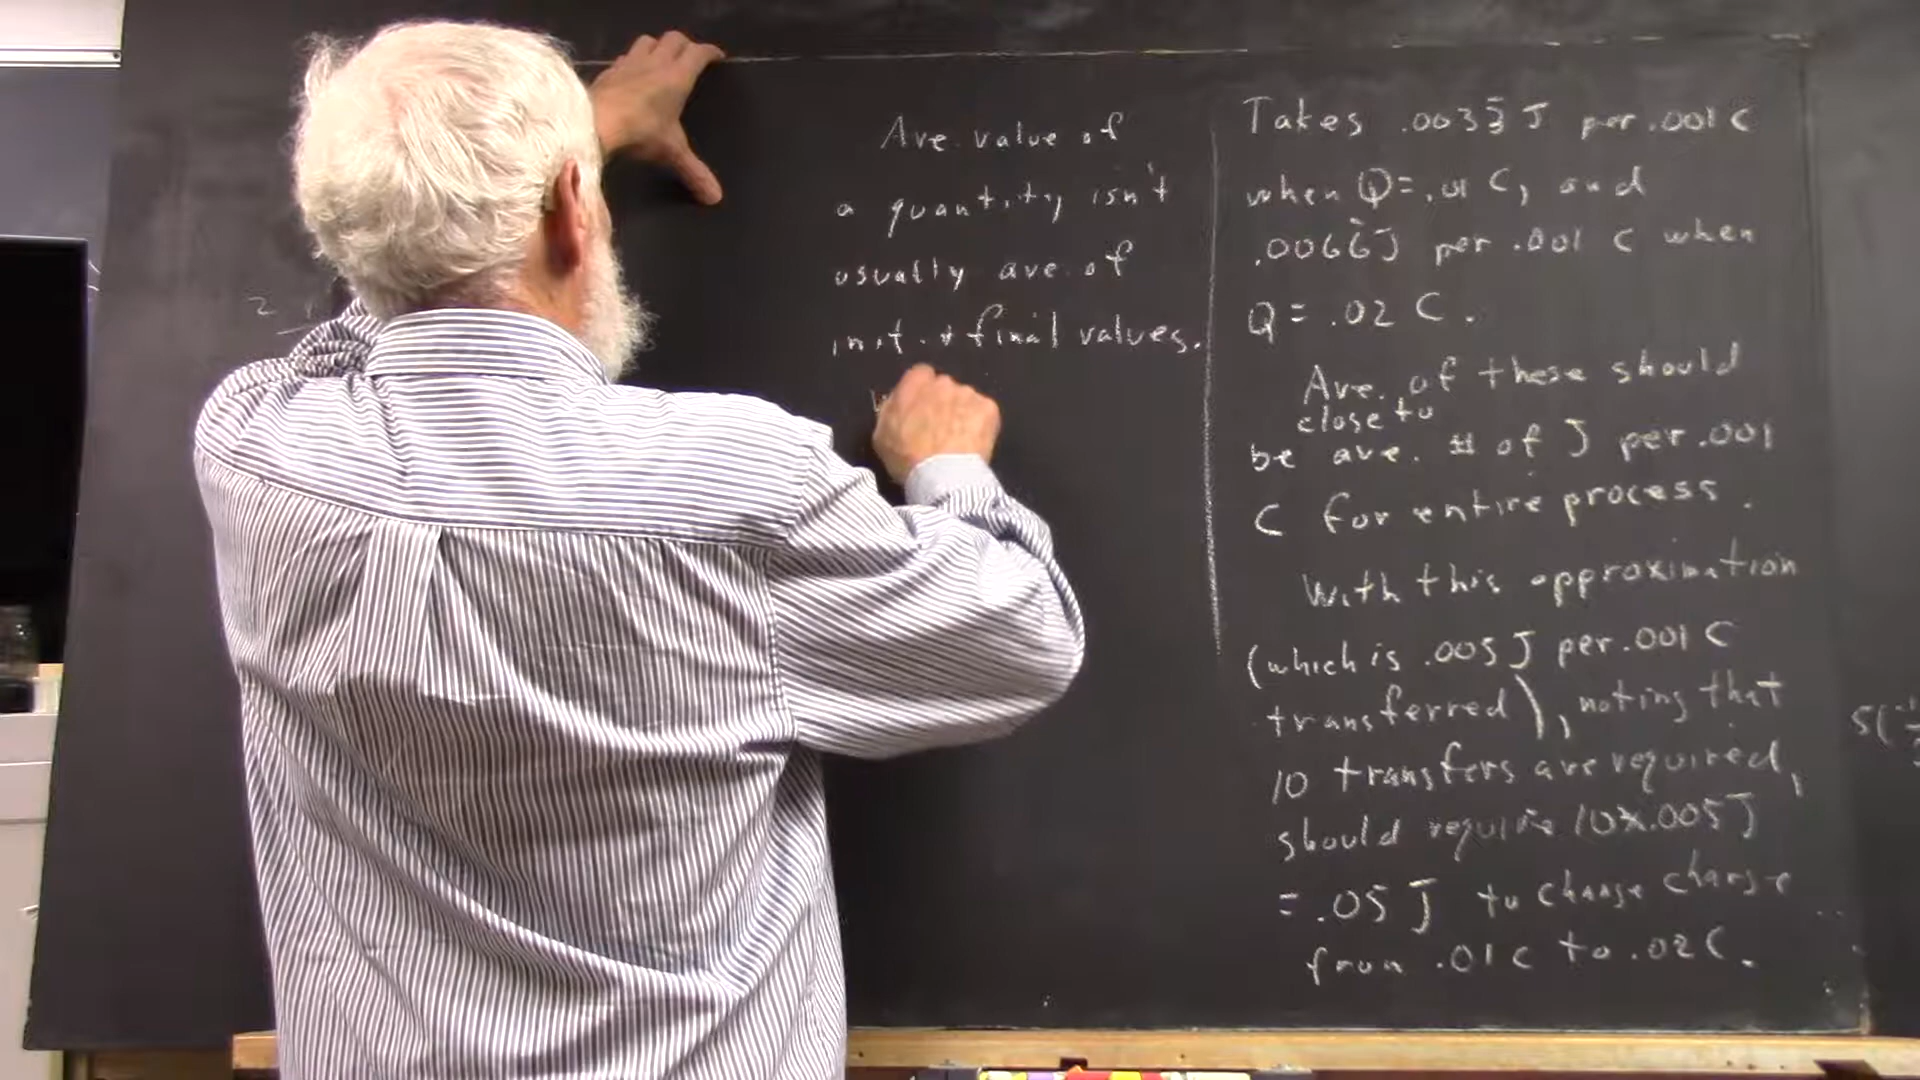 Ave. value of
a quantity isn't
usually ave. of
init. + final values.
Takes .0033 J per .001 C
when Q = .01 C, and
.0066 J per .001 C when
Q = .02 C.
Ave. of these should
close to
be ave. # of J per .001
C for entire process.
With this approximation
(which is .005 J per .001 C
transferred), noting that
10 transfers are required,
should require 10 x .005 J
= .05 J to change charge
from .01 C to .02 C.
2
5(